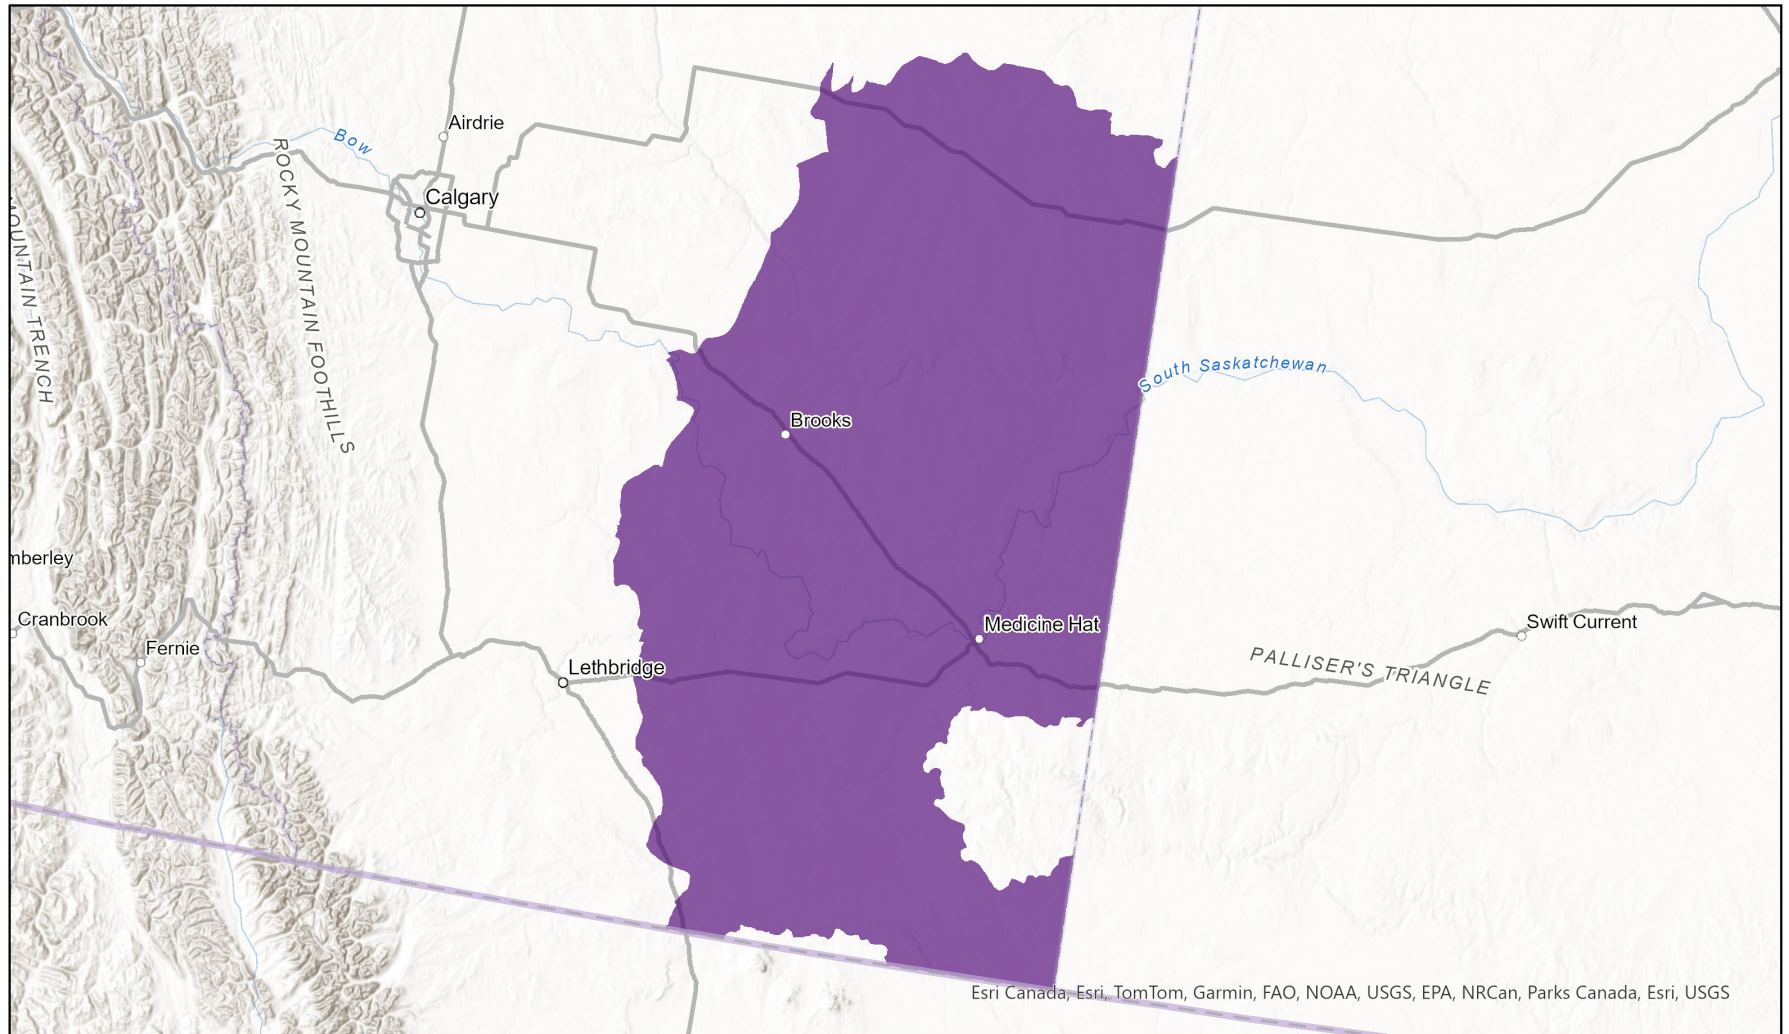 Airdrie
Bow
Calgary
ROCKY MOUNTAIN FOOTHILLS
MOUNTAIN TRENCH
South Saskatchewan
Brooks
mberley
Cranbrook
Fernie
Medicine Hat
Swift Current
Lethbridge
PALLISER'S TRIANGLE
Esri Canada, Esri, TomTom, Garmin, FAO, NOAA, USGS, EPA, NRCan, Parks Canada, Esri, USGS